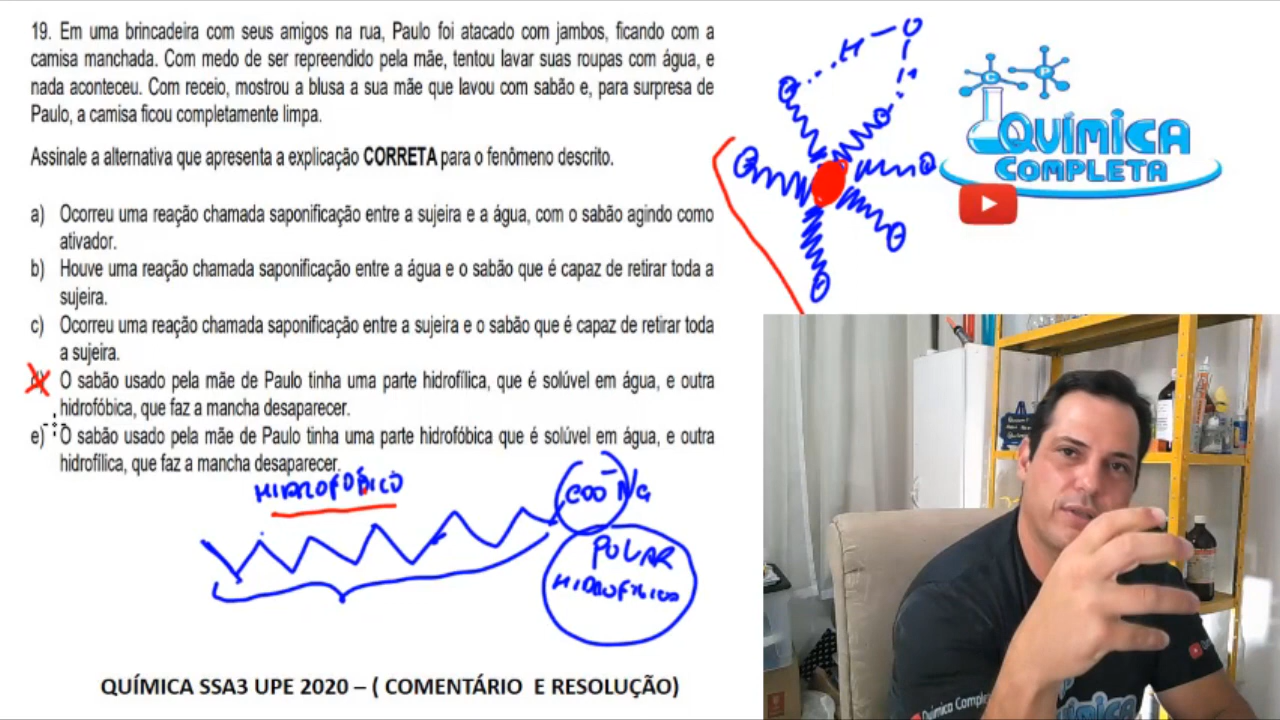 19. Em uma brincadeira com seus amigos na rua, Paulo foi atacado com jambos, ficando com a
camisa manchada. Com medo de ser repreendido pela mãe, tentou lavar suas roupas com água, e
nada aconteceu. Com receio, mostrou a blusa a sua mãe que lavou com sabão e, para surpresa de
Paulo, a camisa ficou completamente limpa.
Assinale a alternativa que apresenta a explicação CORRETA para o fenômeno descrito.
a) Ocorreu uma reação chamada saponificação entre a sujeira e a água, com o sabão agindo como
ativador.
b) Houve uma reação chamada saponificação entre a água e o sabão que é capaz de retirar toda a
sujeira.
c) Ocorreu uma reação chamada saponificação entre a sujeira e o sabão que é capaz de retirar toda
a sujeira.
O sabão usado pela mãe de Paulo tinha uma parte hidrofílica, que é solúvel em água, e outra
hidrofóbica, que faz a mancha desaparecer.
e) O sabão usado pela mãe de Paulo tinha uma parte hidrofóbica que é solúvel em água, e outra
hidrofílica, que faz a mancha desaparecer.
HIDROFÓBICO
COO⁻Na
POLAR
HIDROFÍLICO
H O
H
C P
QUÍMICA
COMPLETA
Química Completa
QUÍMICA SSA3 UPE 2020 – ( COMENTÁRIO E RESOLUÇÃO)